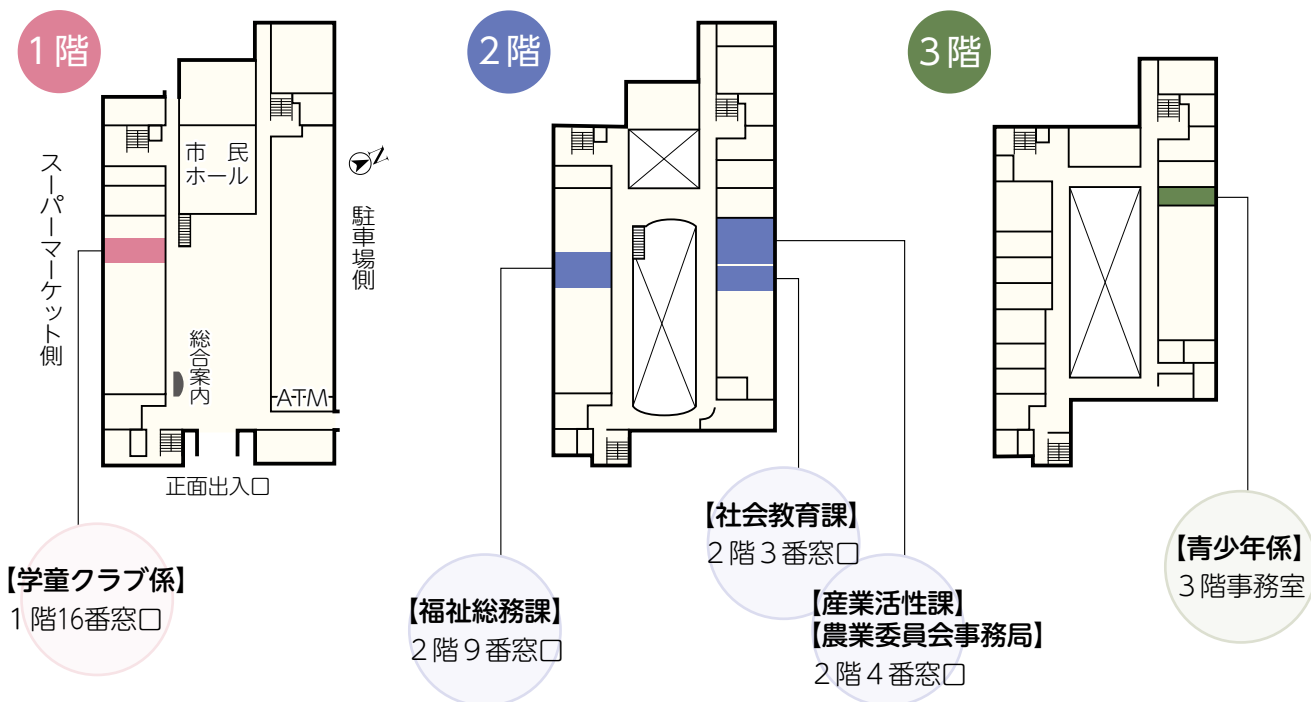 1階
2階
3階
市民
ホール
N
スーパーマーケット側
駐車場側
総合案内
ATM
正面出入口
【学童クラブ係】
1階16番窓口
【福祉総務課】
2階9番窓口
【社会教育課】
2階3番窓口
【産業活性課】
【農業委員会事務局】
2階4番窓口
【青少年係】
3階事務室